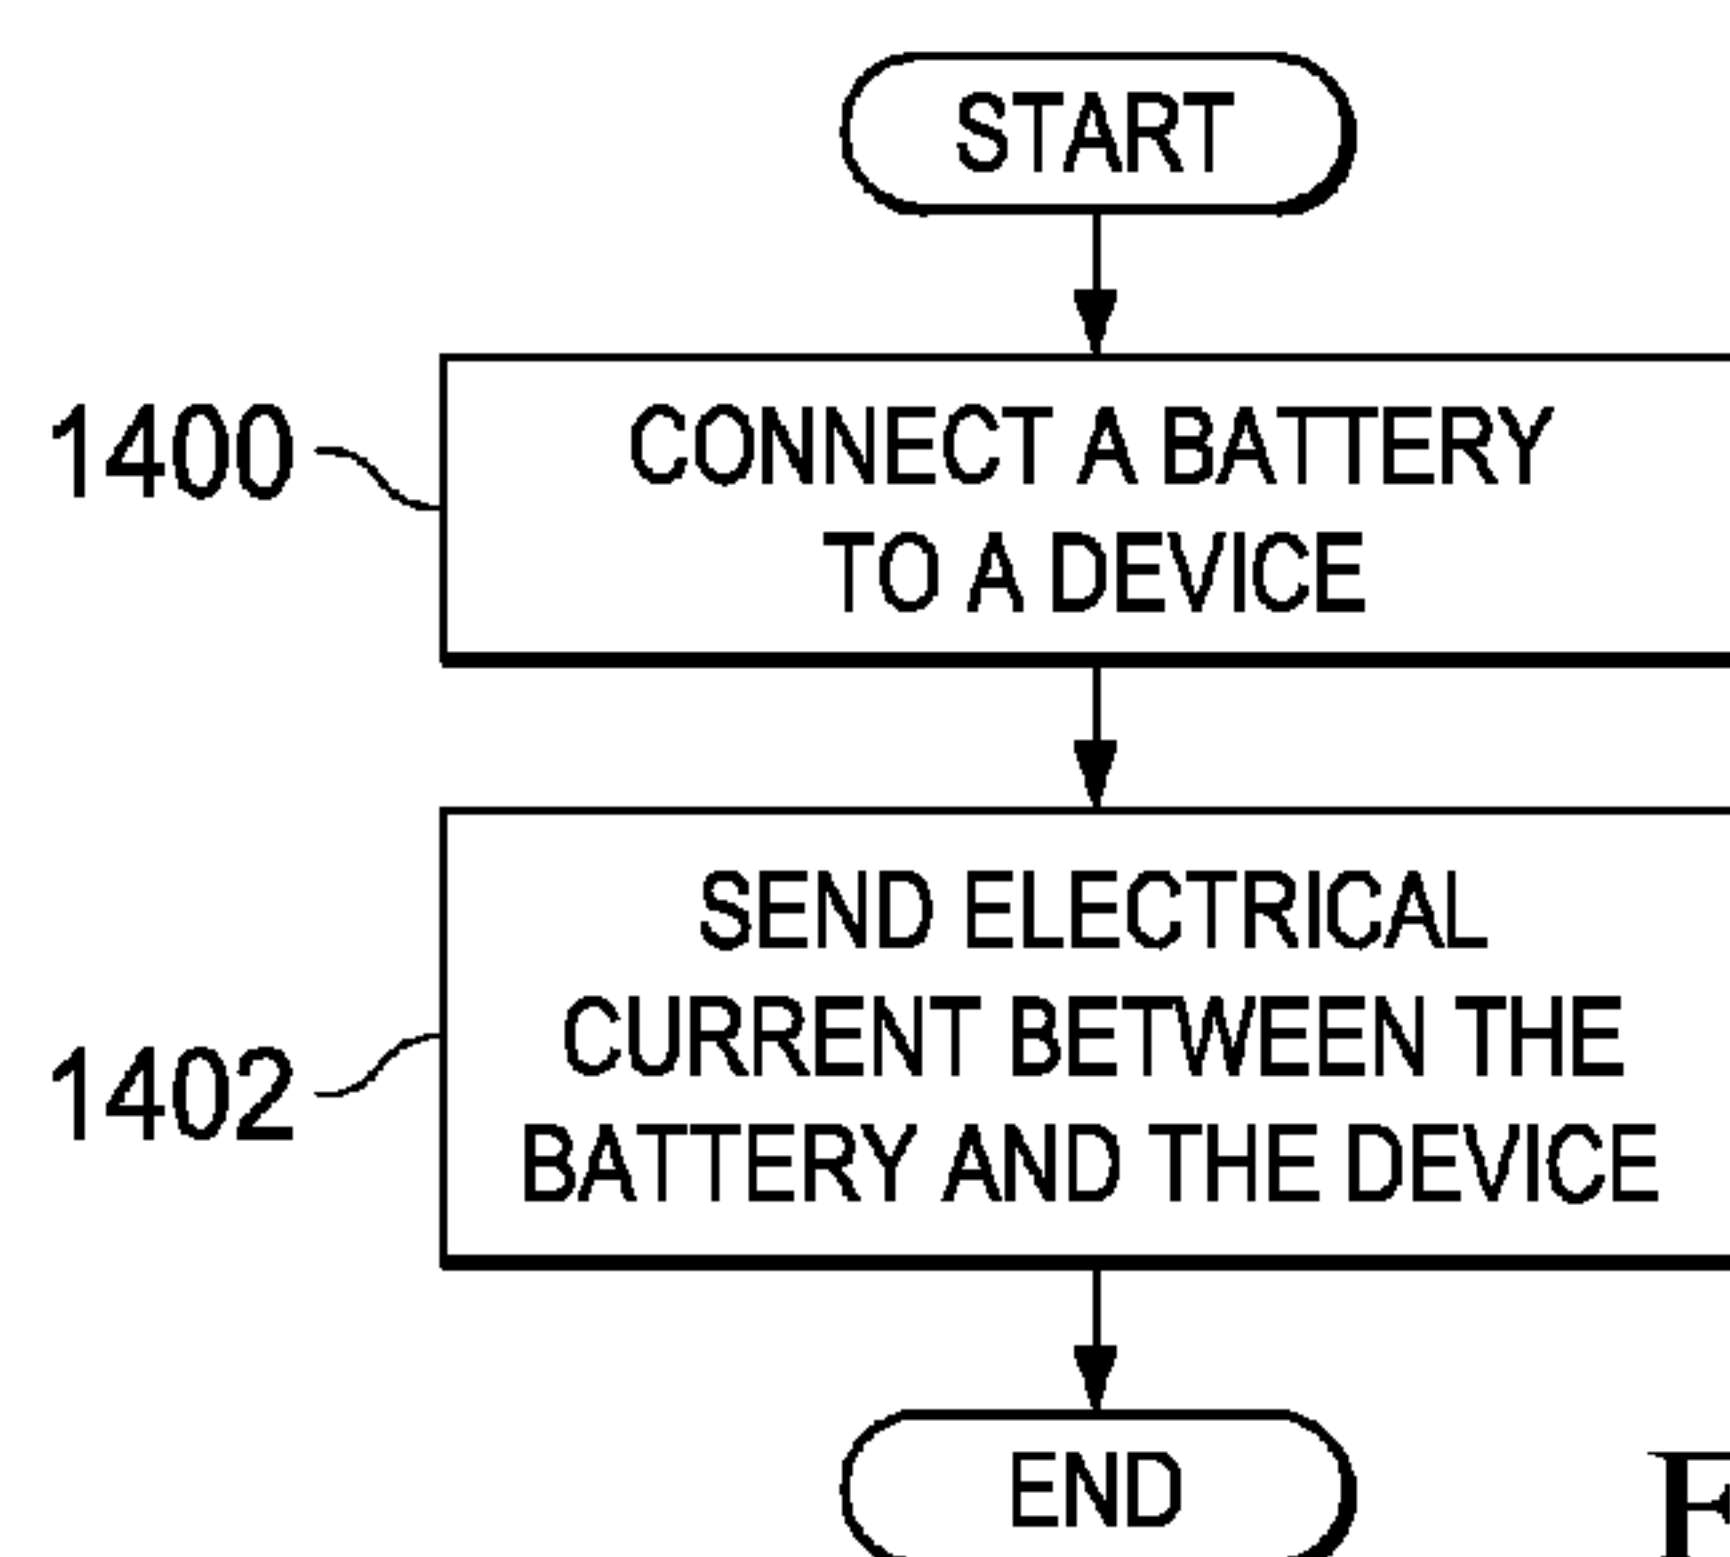 START
1400
CONNECT A BATTERY
TO A DEVICE
SEND ELECTRICAL
CURRENT BETWEEN THE
1402
BATTERY AND THE DEVICE
END